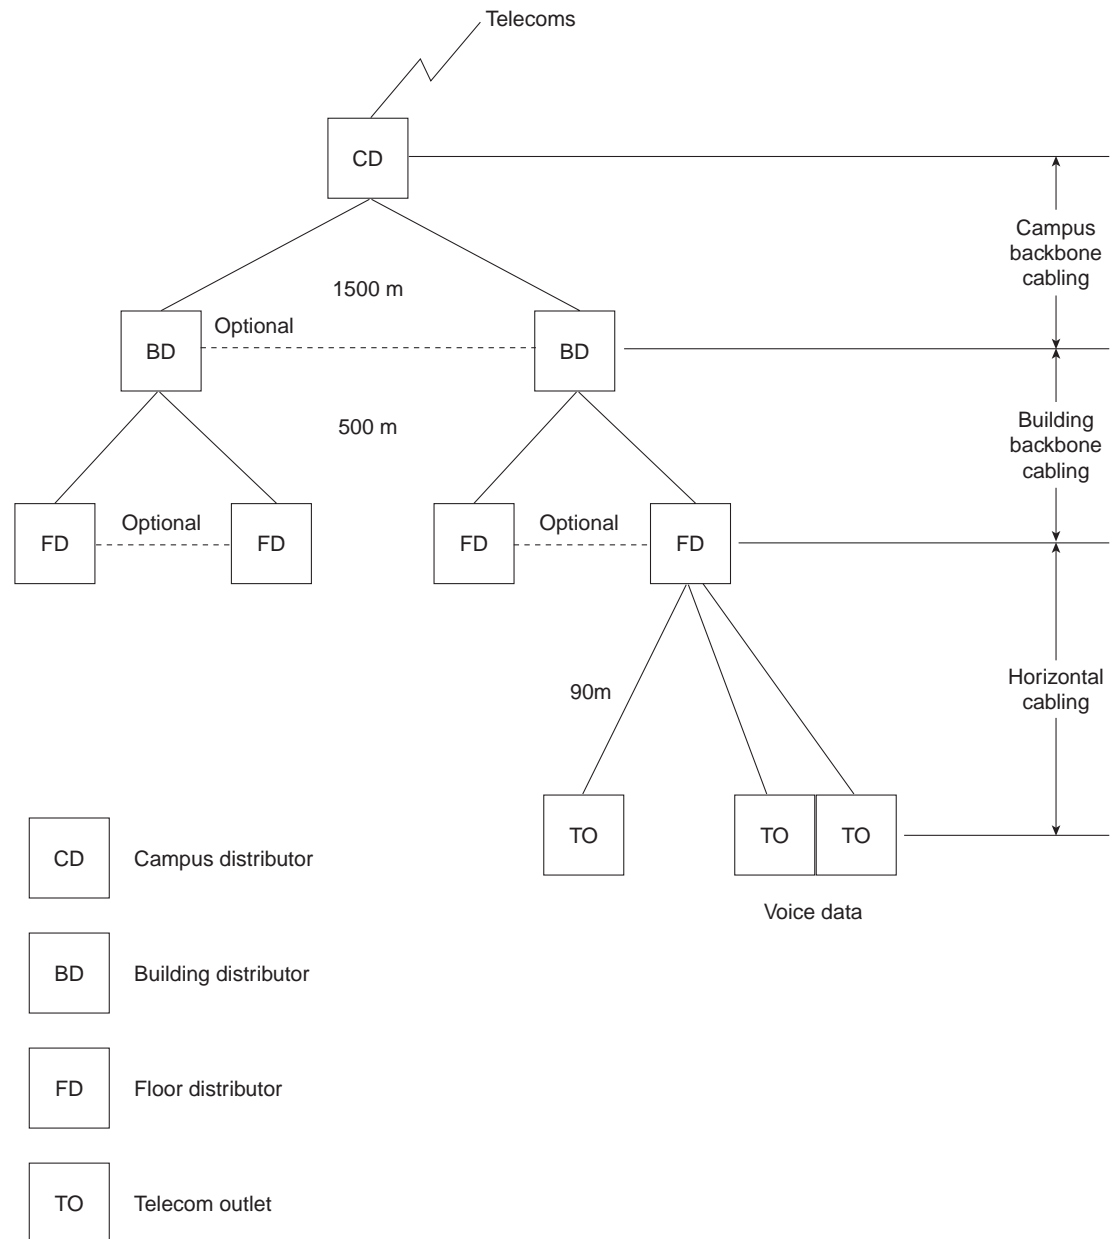 Telecoms
CD
Campus
backbone
cabling
1500 m
Optional
BD
BD
500 m
Building
backbone
cabling
Optional
Optional
FD
FD
FD
FD
90m
Horizontal
cabling
TO
TO
TO
Voice data
CD
Campus distributor
BD
Building distributor
FD
Floor distributor
TO
Telecom outlet